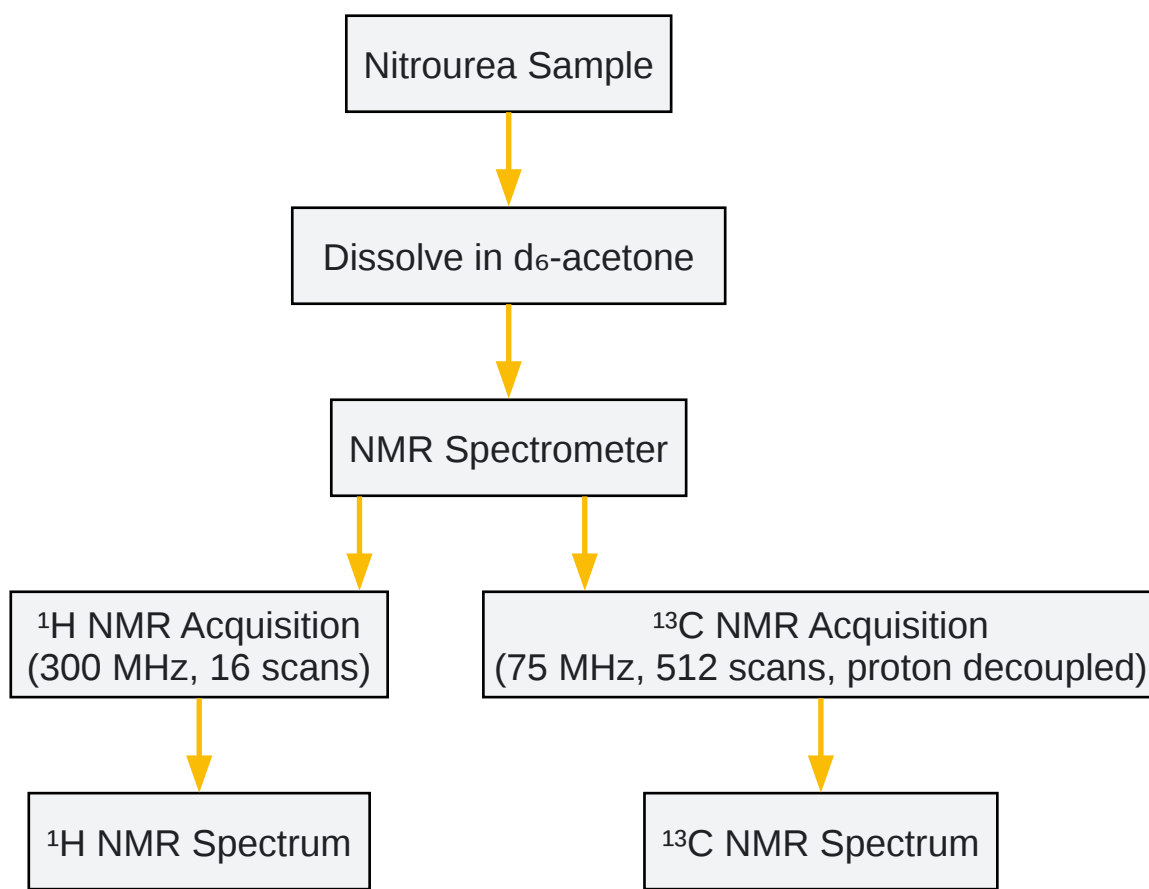 Nitrourea Sample
Dissolve in d₆-acetone
NMR Spectrometer
¹H NMR Acquisition
(300 MHz, 16 scans)
¹³C NMR Acquisition
(75 MHz, 512 scans, proton decoupled)
¹H NMR Spectrum
¹³C NMR Spectrum